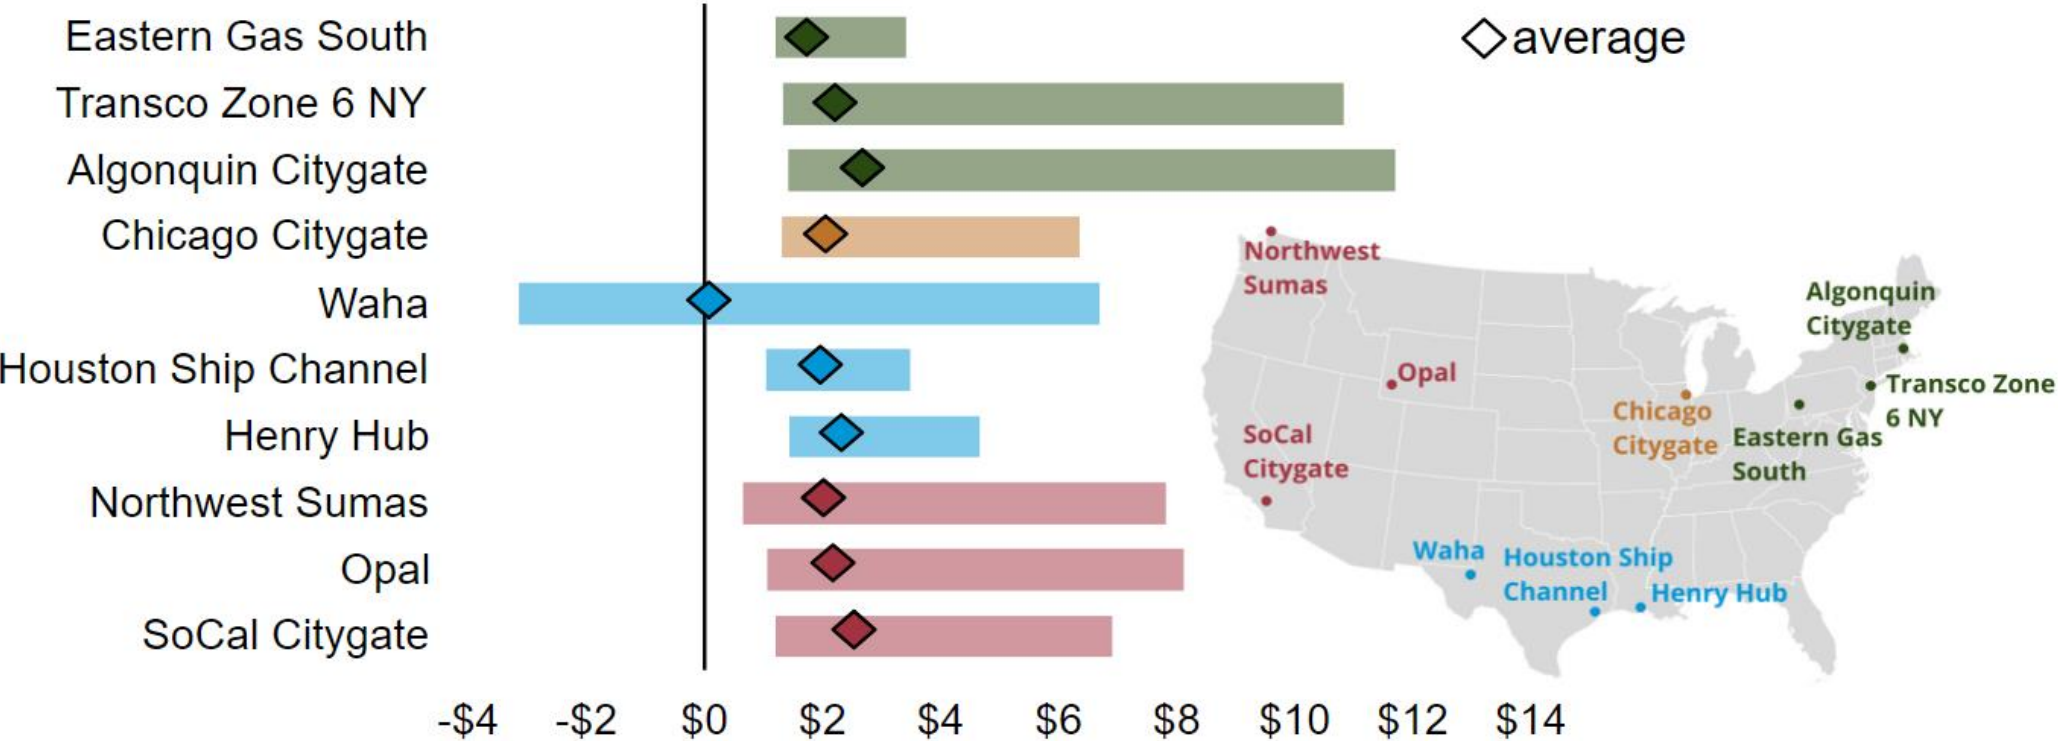 Eastern Gas South
Transco Zone 6 NY
Algonquin Citygate
Chicago Citygate
Waha
Houston Ship Channel
Henry Hub
Northwest Sumas
Opal
SoCal Citygate
-$4 -$2 $0 $2 $4 $6 $8 $10 $12 $14
average
Northwest
Sumas
Algonquin
Citygate
Opal
Transco Zone
6 NY
Chicago
Citygate
Eastern Gas
South
SoCal
Citygate
Waha
Houston Ship
Channel
Henry Hub